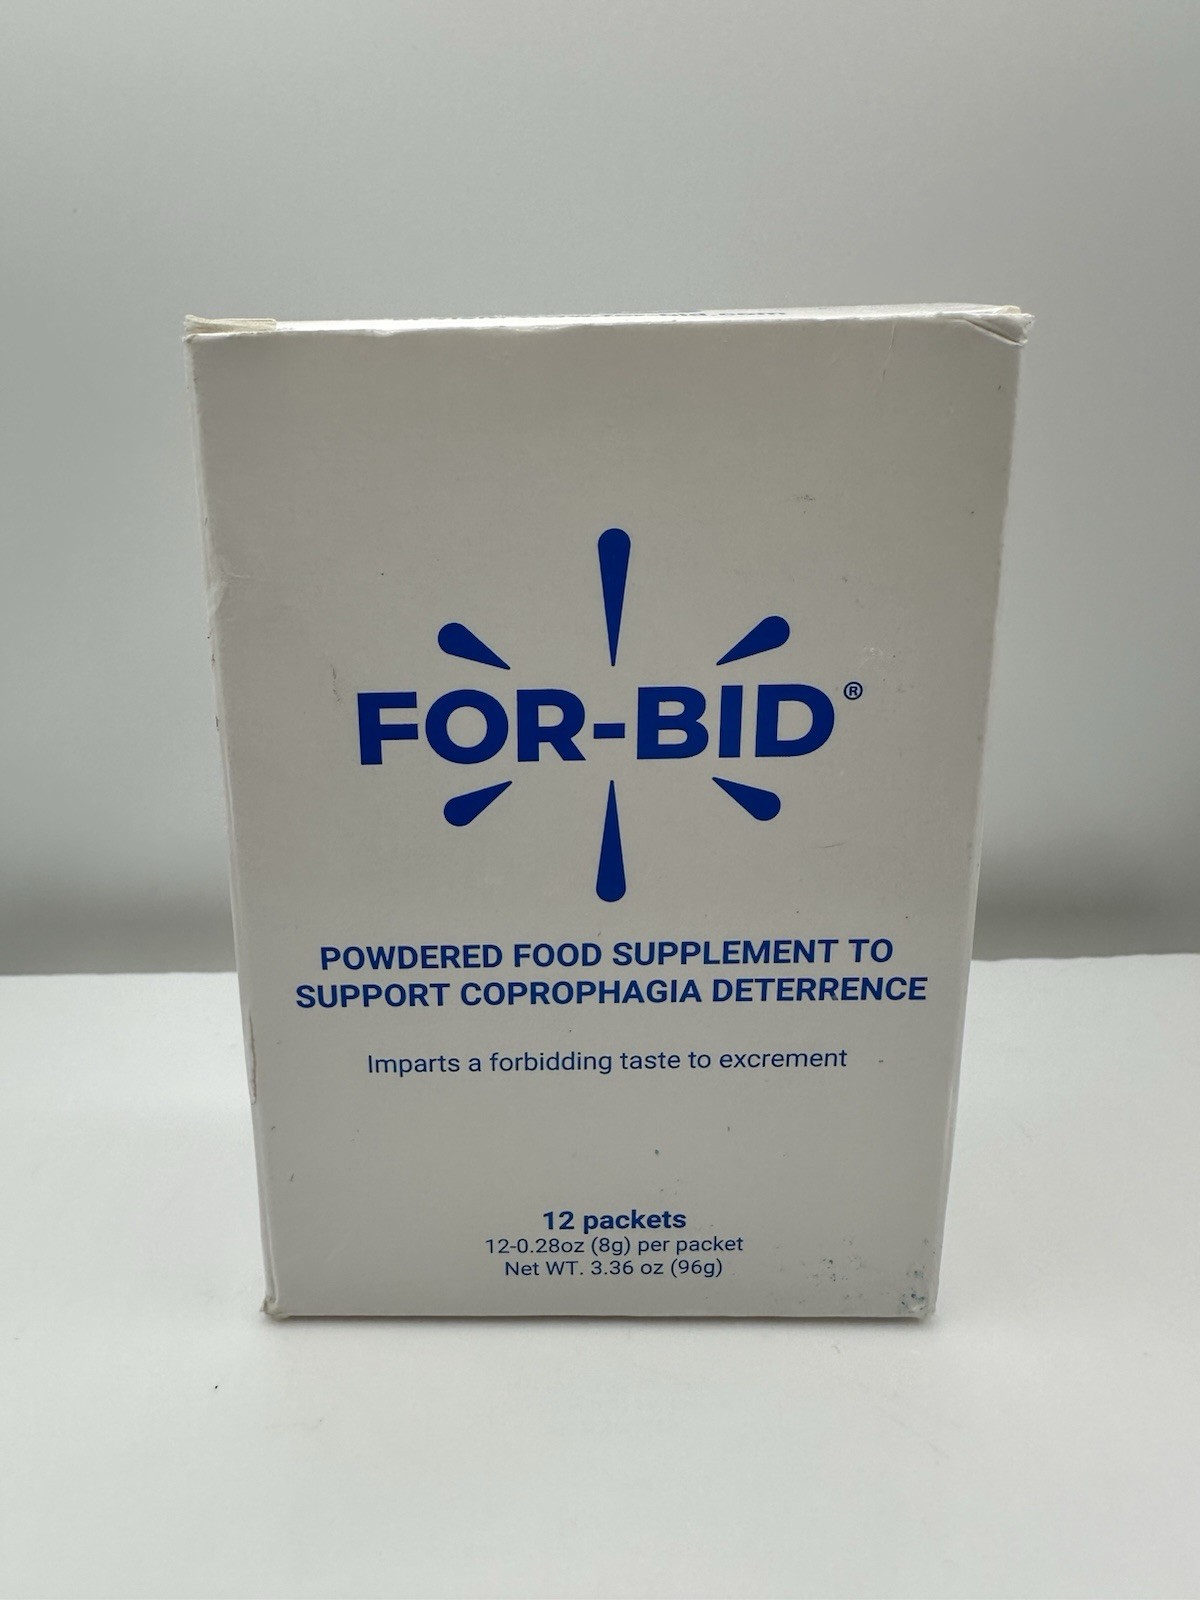 FOR-BID®
POWDERED FOOD SUPPLEMENT TO
SUPPORT COPROPHAGIA DETERRENCE
Imparts a forbidding taste to excrement
12 packets
12-0.28oz (8g) per packet
Net WT. 3.36 oz (96g)